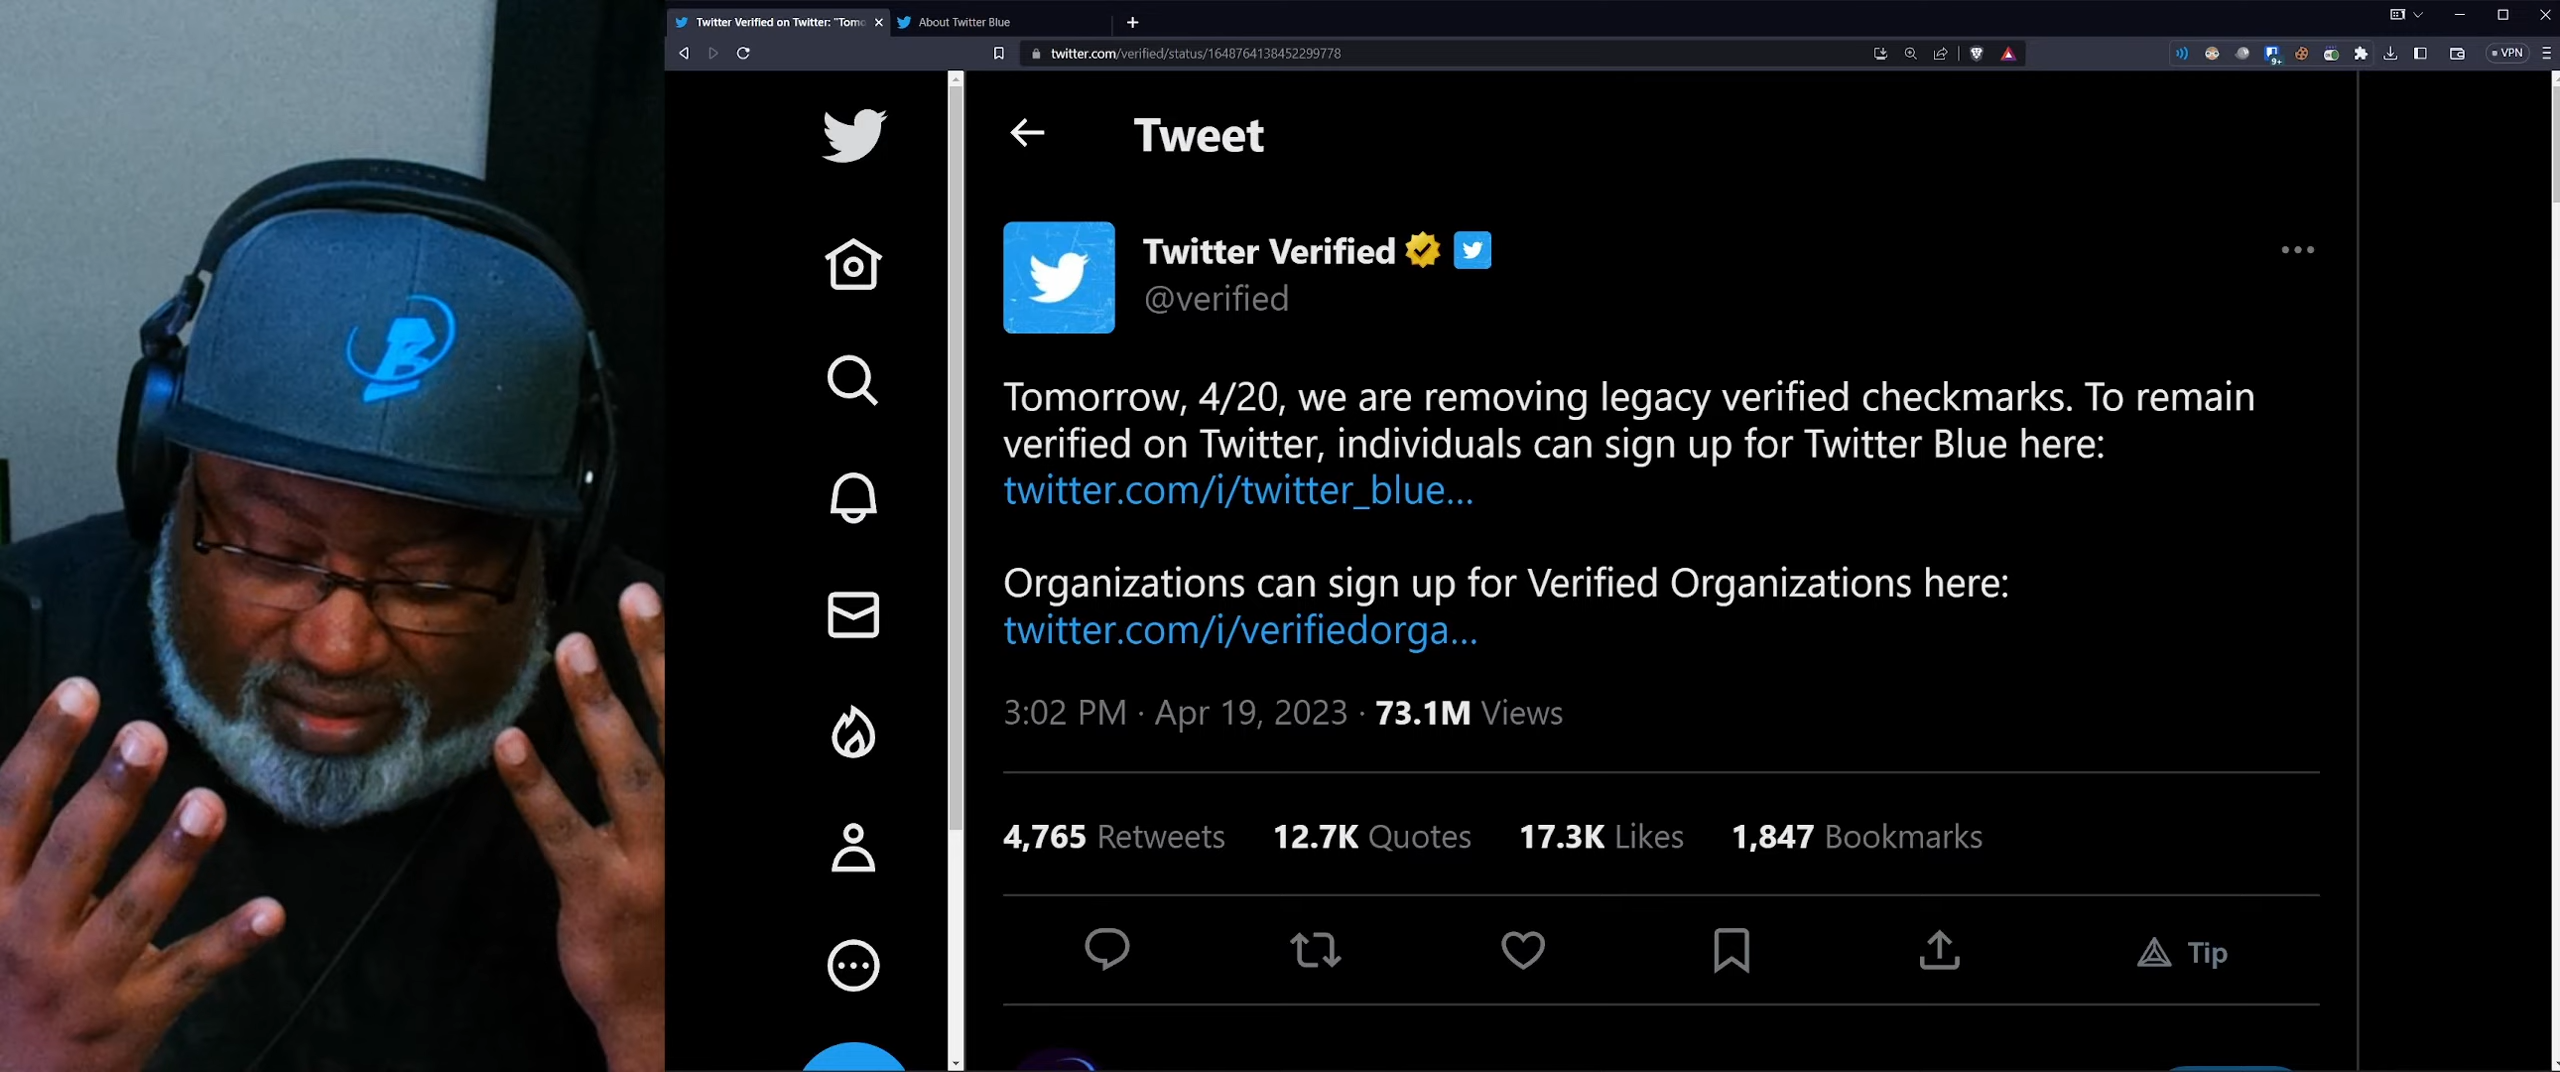 Twitter Verified on Twitter: "Tomo
About Twitter Blue
twitter.com/verified/status/1648764138452299778
9+
VPN
Tweet
Twitter Verified
@verified
Tomorrow, 4/20, we are removing legacy verified checkmarks. To remain
verified on Twitter, individuals can sign up for Twitter Blue here:
twitter.com/i/twitter_blue...
Organizations can sign up for Verified Organizations here:
twitter.com/i/verifiedorga...
3:02 PM · Apr 19, 2023 · 73.1M Views
4,765 Retweets 12.7K Quotes 17.3K Likes 1,847 Bookmarks
Tip